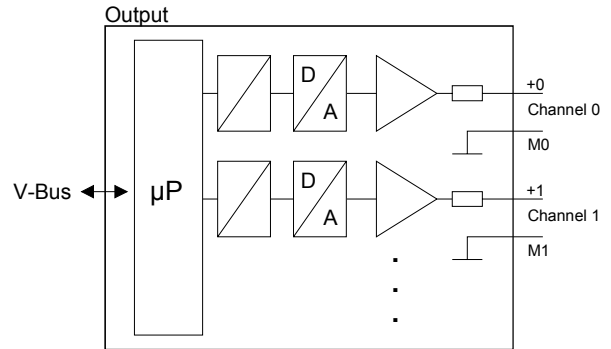 Output
D
A
+0
Channel 0
M0
V-Bus
µP
D
A
+1
Channel 1
M1